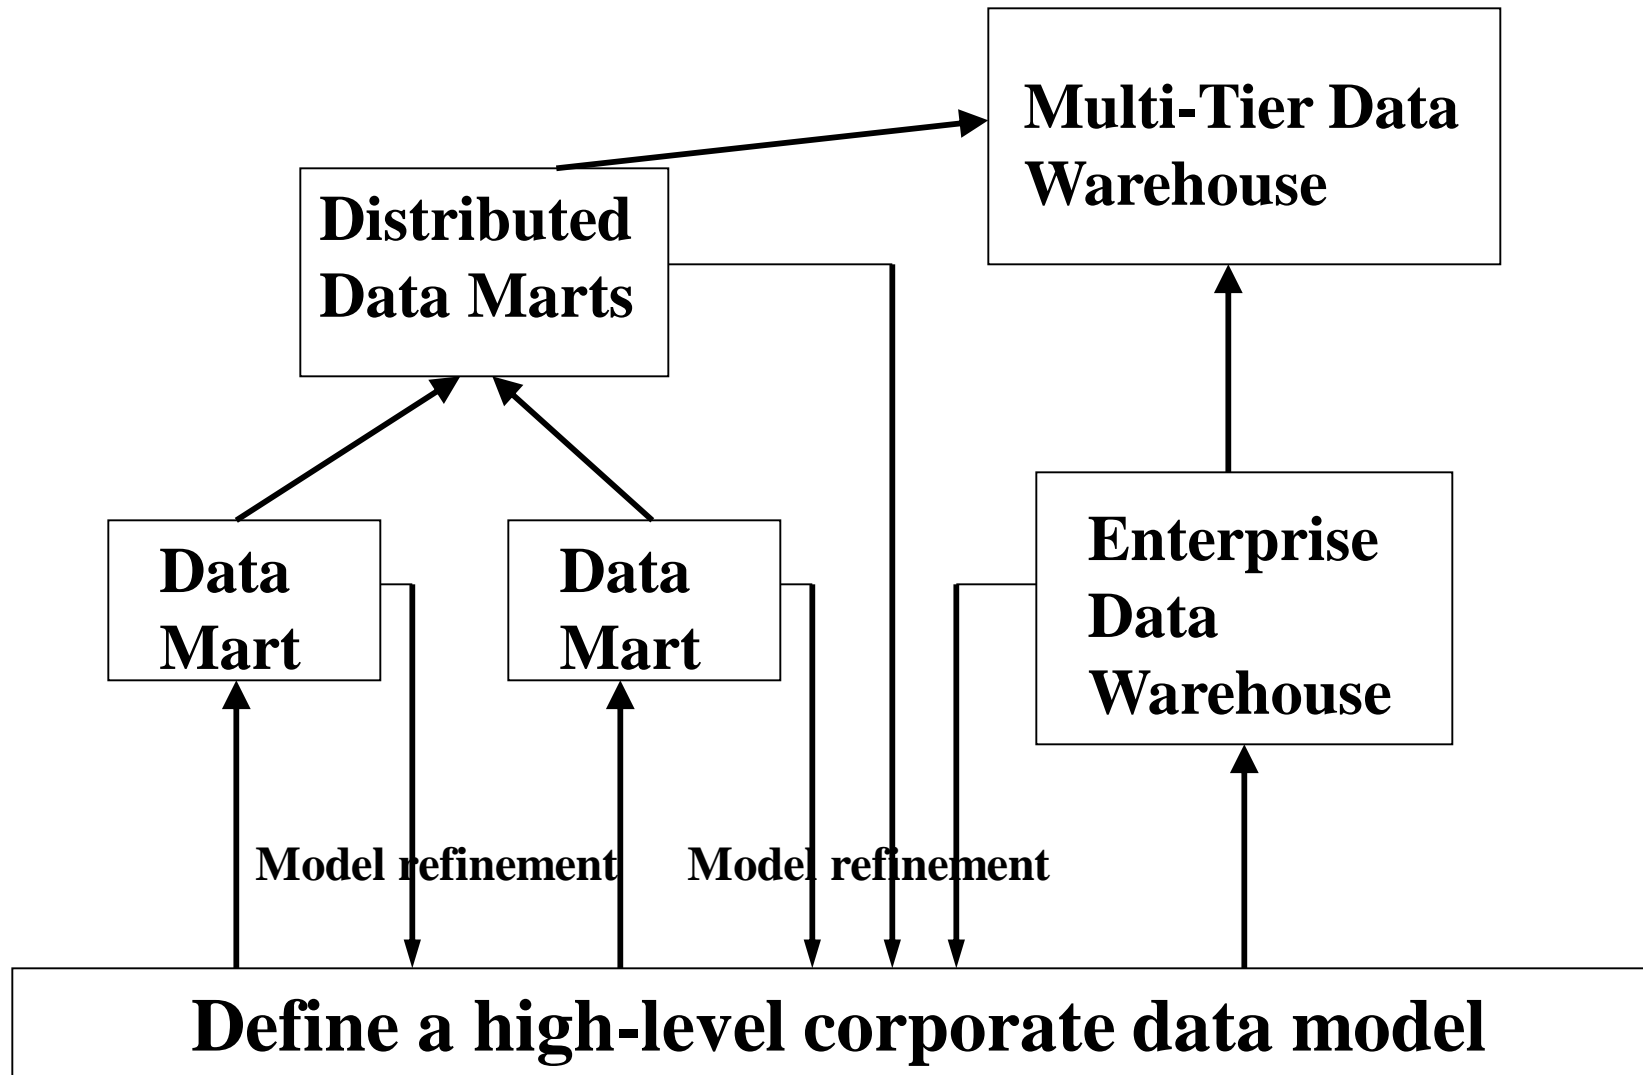 Multi-Tier Data
Warehouse
Distributed
Data Marts
Data
Mart
Data
Mart
Enterprise
Data
Warehouse
Model refinement
Model refinement
Define a high-level corporate data model